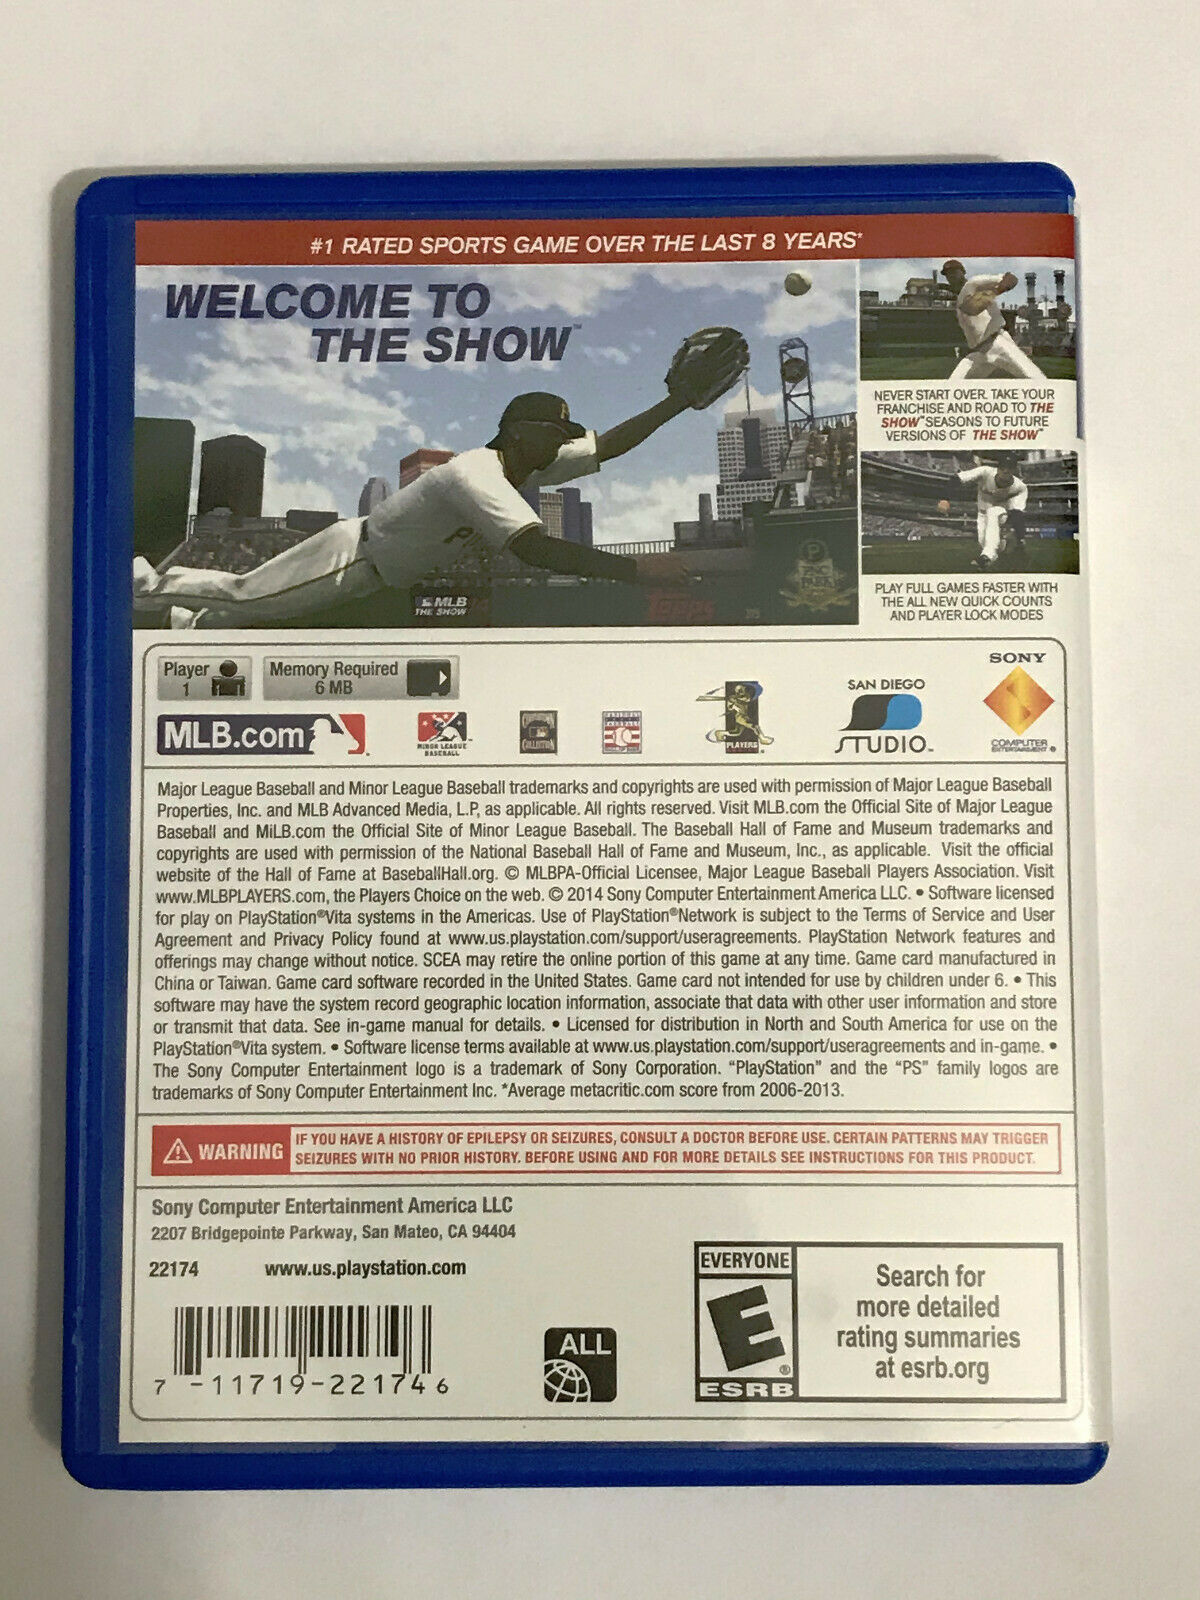 #1 RATED SPORTS GAME OVER THE LAST 8 YEARS*
WELCOME TO
THE SHOW™
NEVER START OVER. TAKE YOUR
FRANCHISE AND ROAD TO THE
SHOW™ SEASONS TO FUTURE
VERSIONS OF THE SHOW™
P
PNC
PARK
MLB
THE SHOW
PLAY FULL GAMES FASTER WITH
THE ALL NEW QUICK COUNTS
AND PLAYER LOCK MODES
Player
1
Memory Required
6 MB
MLB.com
MINOR LEAGUE
BASEBALL
COOPERSTOWN
COLLECTION
PLAYERS
SAN DIEGO
STUDIO™
SONY
COMPUTER
ENTERTAINMENT®
Major League Baseball and Minor League Baseball trademarks and copyrights are used with permission of Major League Baseball
Properties, Inc. and MLB Advanced Media, L.P, as applicable. All rights reserved. Visit MLB.com the Official Site of Major League
Baseball and MiLB.com the Official Site of Minor League Baseball. The Baseball Hall of Fame and Museum trademarks and
copyrights are used with permission of the National Baseball Hall of Fame and Museum, Inc., as applicable. Visit the official
website of the Hall of Fame at BaseballHall.org. © MLBPA-Official Licensee, Major League Baseball Players Association. Visit
www.MLBPLAYERS.com, the Players Choice on the web. © 2014 Sony Computer Entertainment America LLC. • Software licensed
for play on PlayStation®Vita systems in the Americas. Use of PlayStation®Network is subject to the Terms of Service and User
Agreement and Privacy Policy found at www.us.playstation.com/support/useragreements. PlayStation Network features and
offerings may change without notice. SCEA may retire the online portion of this game at any time. Game card manufactured in
China or Taiwan. Game card software recorded in the United States. Game card not intended for use by children under 6. • This
software may have the system record geographic location information, associate that data with other user information and store
or transmit that data. See in-game manual for details. • Licensed for distribution in North and South America for use on the
PlayStation®Vita system. • Software license terms available at www.us.playstation.com/support/useragreements and in-game. •
The Sony Computer Entertainment logo is a trademark of Sony Corporation. “PlayStation” and the “PS” family logos are
trademarks of Sony Computer Entertainment Inc. *Average metacritic.com score from 2006-2013.
WARNING
IF YOU HAVE A HISTORY OF EPILEPSY OR SEIZURES, CONSULT A DOCTOR BEFORE USE. CERTAIN PATTERNS MAY TRIGGER
SEIZURES WITH NO PRIOR HISTORY. BEFORE USING AND FOR MORE DETAILS SEE INSTRUCTIONS FOR THIS PRODUCT.
Sony Computer Entertainment America LLC
2207 Bridgepointe Parkway, San Mateo, CA 94404
22174 www.us.playstation.com
7 -11719-22174 6
ALL
EVERYONE
E
®
ESRB
Search for
more detailed
rating summaries
at esrb.org